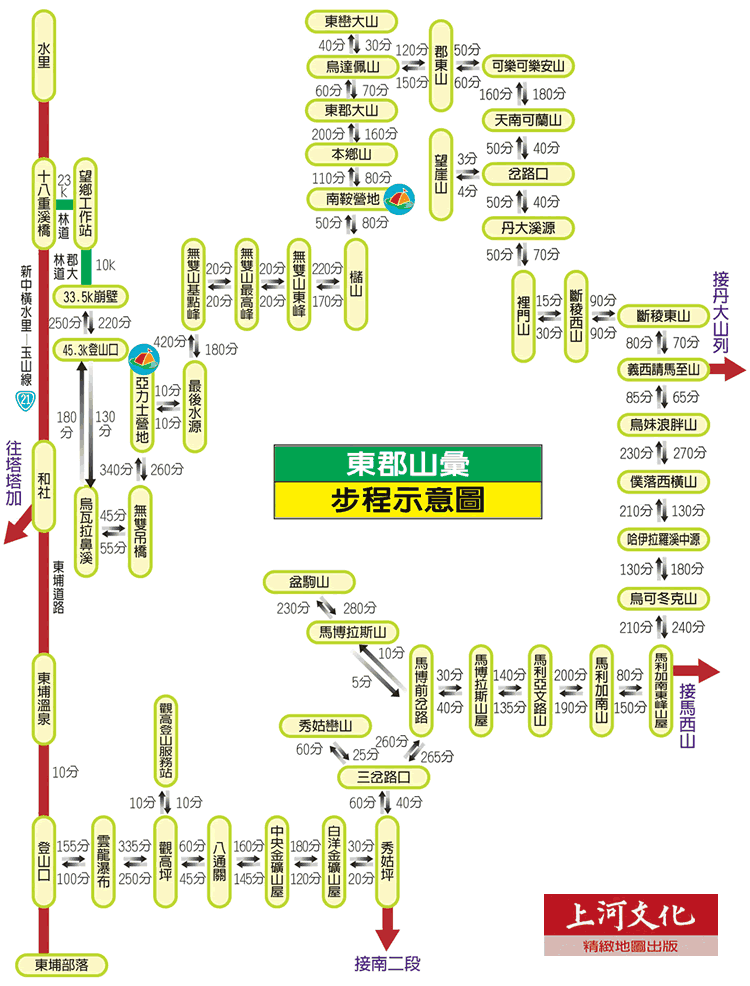 水里
十八重溪橋
23k
林道
望鄉工作站
郡大林道
10k
33.5k崩壁
250分
220分
45.3k登山口
新中橫水里—玉山線
21
180分
130分
往塔塔加
和社
烏瓦拉鼻溪
45分
55分
無雙吊橋
340分
260分
亞力士營地
10分
10分
最後水源
420分
180分
無雙山基點峰
20分
20分
無雙山最高峰
20分
20分
無雙山東峰
220分
170分
櫧山
50分
80分
南鞍營地
110分
80分
本鄉山
200分
160分
東郡大山
60分
70分
烏達佩山
40分
30分
東巒大山
120分
150分
郡東山
50分
60分
可樂可樂安山
160分
180分
天南可蘭山
50分
40分
岔路口
3分
4分
望崖山
50分
40分
丹大溪源
50分
70分
裡門山
15分
30分
斷稜西山
90分
90分
斷稜東山
80分
70分
接丹大山列
義西請馬至山
85分
65分
烏妹浪胖山
230分
270分
僕落西橫山
210分
130分
哈伊拉羅溪中源
130分
180分
烏可冬克山
210分
240分
東郡山彙
步程示意圖
盆駒山
230分
280分
馬博拉斯山
10分
5分
馬博前岔路
30分
40分
馬博拉斯山屋
140分
135分
馬利亞文路山
200分
190分
馬利加南山
80分
150分
馬利加南東峰山屋
接馬西山
秀姑巒山
60分
25分
260分
265分
三岔路口
60分
40分
東埔道路
東埔溫泉
10分
登山口
155分
100分
雲龍瀑布
335分
250分
觀高坪
10分
10分
觀高登山服務站
60分
45分
八通關
160分
145分
中央金礦山屋
180分
120分
白洋金礦山屋
30分
20分
秀姑坪
接南二段
東埔部落
上河文化
精緻地圖出版